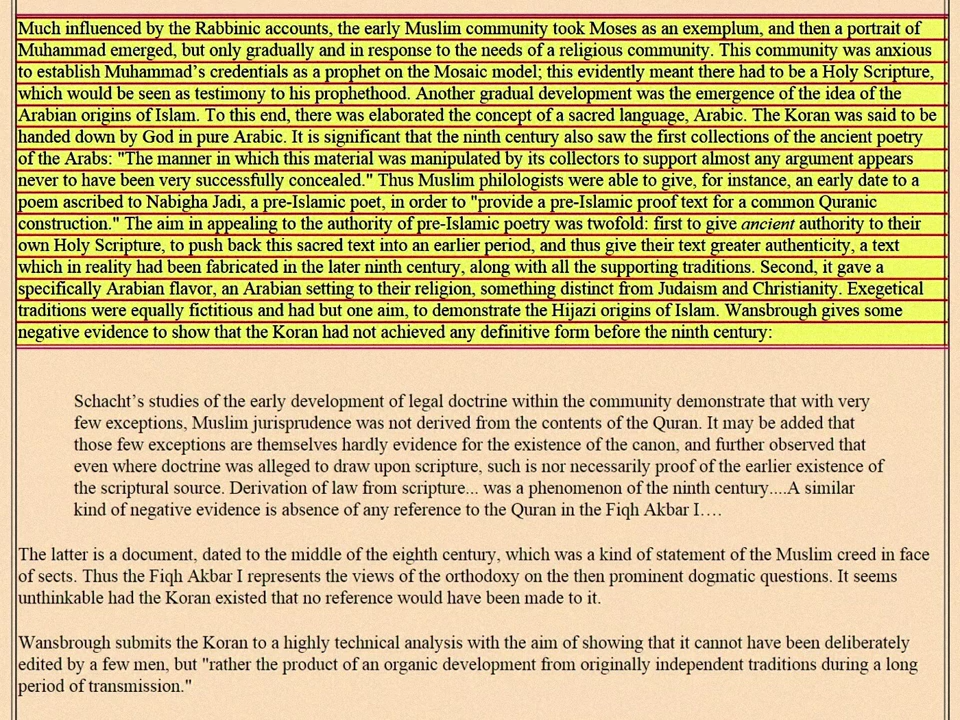 Much influenced by the Rabbinic accounts, the early Muslim community took Moses as an exemplum, and then a portrait of
Muhammad emerged, but only gradually and in response to the needs of a religious community. This community was anxious
to establish Muhammad’s credentials as a prophet on the Mosaic model; this evidently meant there had to be a Holy Scripture,
which would be seen as testimony to his prophethood. Another gradual development was the emergence of the idea of the
Arabian origins of Islam. To this end, there was elaborated the concept of a sacred language, Arabic. The Koran was said to be
handed down by God in pure Arabic. It is significant that the ninth century also saw the first collections of the ancient poetry
of the Arabs: "The manner in which this material was manipulated by its collectors to support almost any argument appears
never to have been very successfully concealed." Thus Muslim philologists were able to give, for instance, an early date to a
poem ascribed to Nabigha Jadi, a pre-Islamic poet, in order to "provide a pre-Islamic proof text for a common Quranic
construction." The aim in appealing to the authority of pre-Islamic poetry was twofold: first to give ancient authority to their
own Holy Scripture, to push back this sacred text into an earlier period, and thus give their text greater authenticity, a text
which in reality had been fabricated in the later ninth century, along with all the supporting traditions. Second, it gave a
specifically Arabian flavor, an Arabian setting to their religion, something distinct from Judaism and Christianity. Exegetical
traditions were equally fictitious and had but one aim, to demonstrate the Hijazi origins of Islam. Wansbrough gives some
negative evidence to show that the Koran had not achieved any definitive form before the ninth century:
Schacht’s studies of the early development of legal doctrine within the community demonstrate that with very
few exceptions, Muslim jurisprudence was not derived from the contents of the Quran. It may be added that
those few exceptions are themselves hardly evidence for the existence of the canon, and further observed that
even where doctrine was alleged to draw upon scripture, such is nor necessarily proof of the earlier existence of
the scriptural source. Derivation of law from scripture... was a phenomenon of the ninth century....A similar
kind of negative evidence is absence of any reference to the Quran in the Fiqh Akbar I….
The latter is a document, dated to the middle of the eighth century, which was a kind of statement of the Muslim creed in face
of sects. Thus the Fiqh Akbar I represents the views of the orthodoxy on the then prominent dogmatic questions. It seems
unthinkable had the Koran existed that no reference would have been made to it.
Wansbrough submits the Koran to a highly technical analysis with the aim of showing that it cannot have been deliberately
edited by a few men, but "rather the product of an organic development from originally independent traditions during a long
period of transmission."